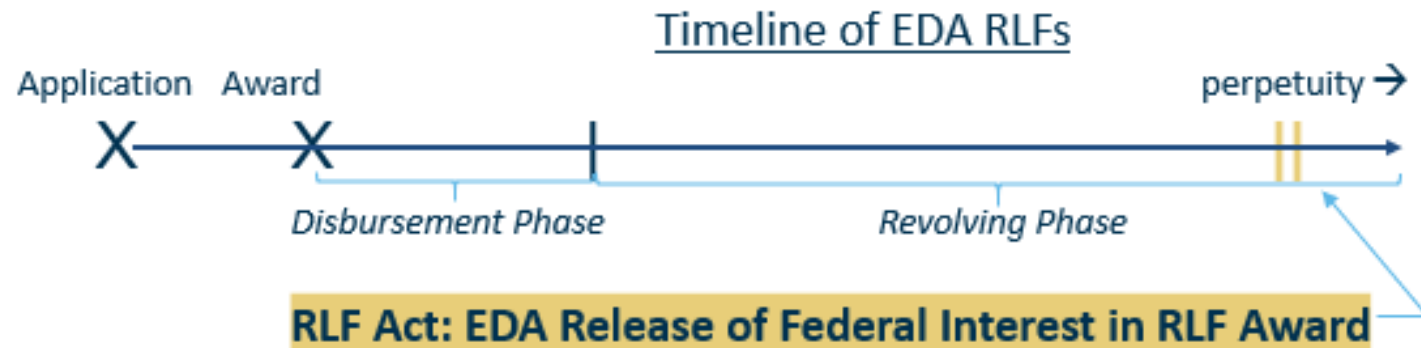 Timeline of EDA RLFs
Application Award perpetuity →
Disbursement Phase Revolving Phase
RLF Act: EDA Release of Federal Interest in RLF Award